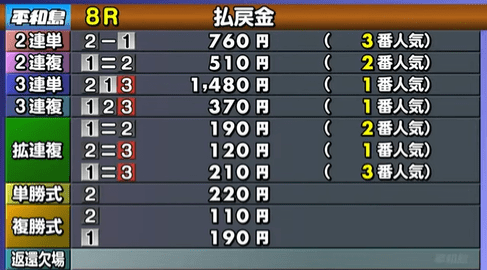 平和島 8R 払戻金
2連単 2-1 760円 ( 3番人気)
2連複 1=2 510円 ( 2番人気)
3連単 2 1 3 1,480円 ( 1番人気)
3連複 1 2 3 370円 ( 1番人気)
拡連複 1=2 190円 ( 2番人気)
2=3 120円 ( 1番人気)
1=3 210円 ( 3番人気)
単勝式 2 220円
複勝式 2 110円
1 190円
返還欠場 平和島